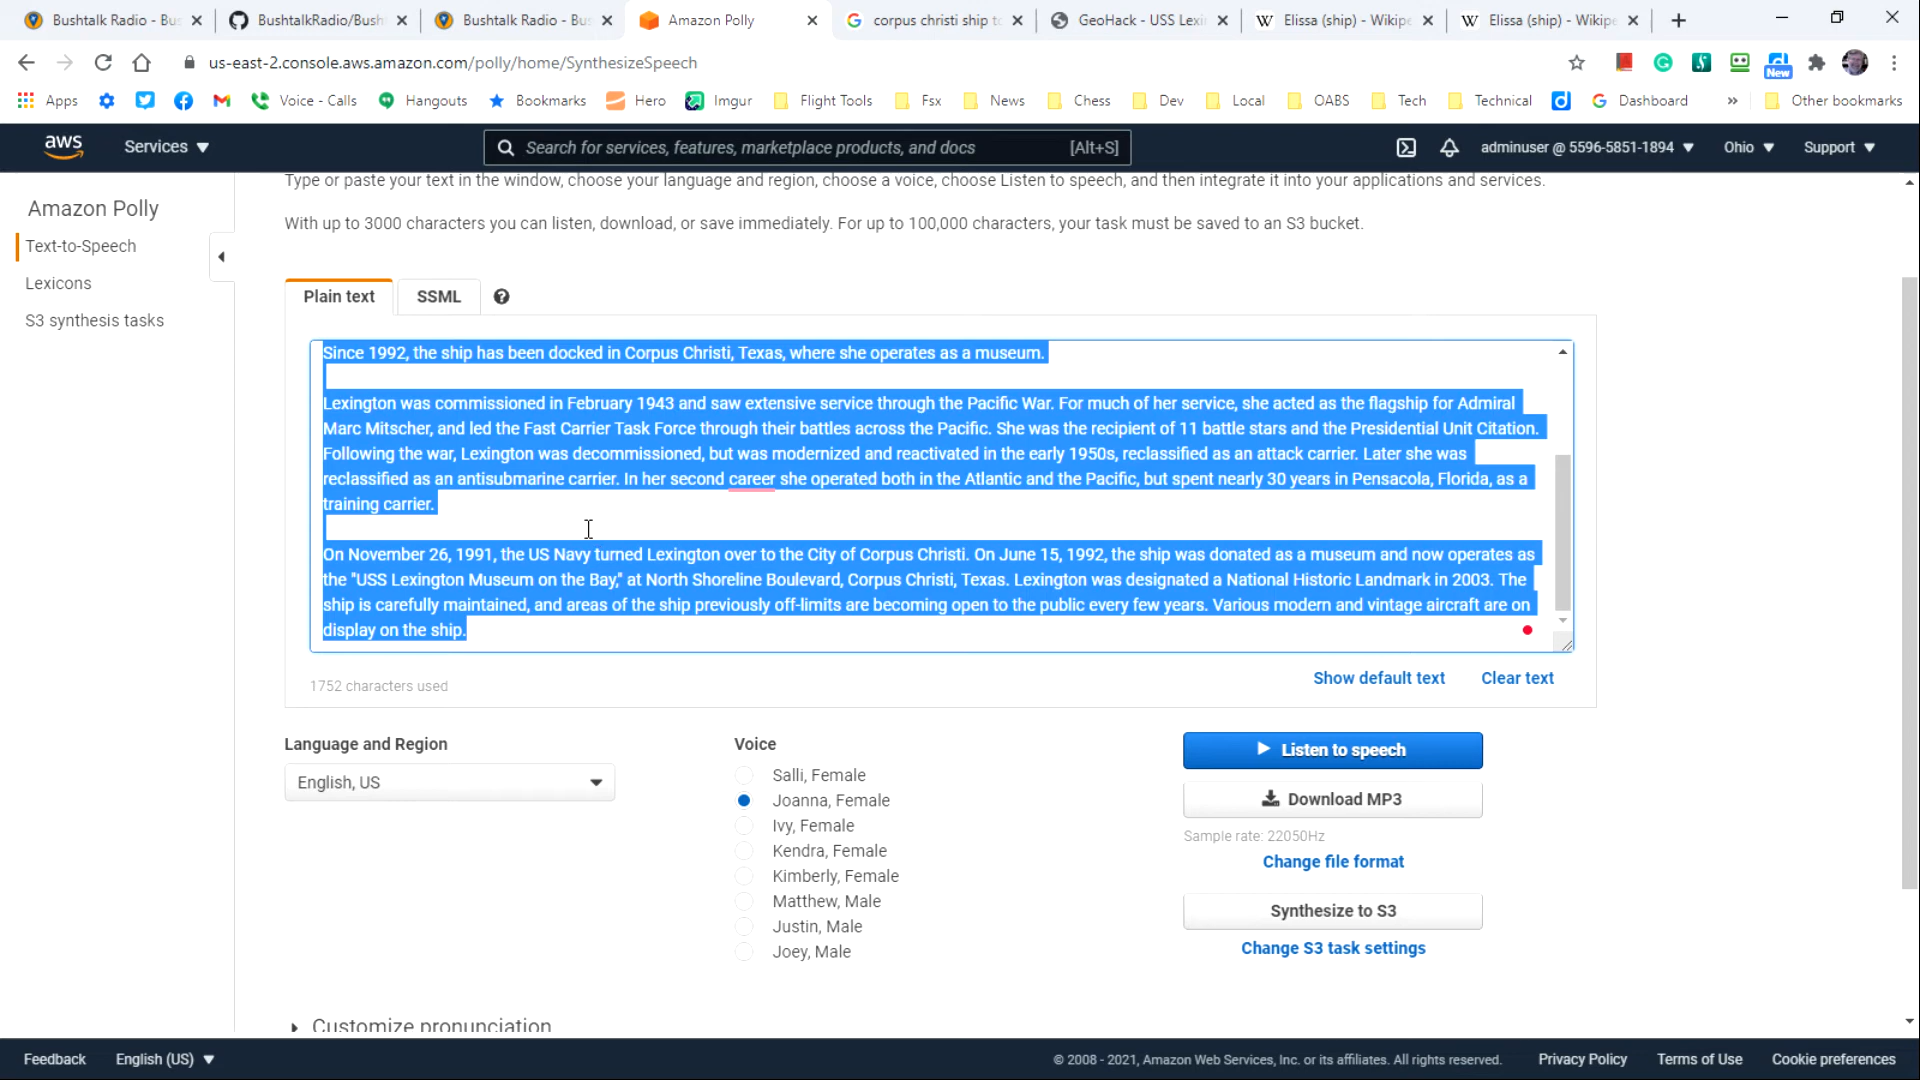 Bushtalk Radio - Bus
BushtalkRadio/Bush
Bushtalk Radio - Bus
Amazon Polly
corpus christi ship to
GeoHack - USS Lexi
Elissa (ship) - Wikipe
Elissa (ship) - Wikipe
us-east-2.console.aws.amazon.com/polly/home/SynthesizeSpeech
New
Apps
Voice - Calls
Hangouts
Bookmarks
Hero
Imgur
Flight Tools
Fsx
News
Chess
Dev
Local
OABS
Tech
Technical
Dashboard
»
Other bookmarks
aws
Services
Search for services, features, marketplace products, and docs
[Alt+S]
adminuser @ 5596-5851-1894
Ohio
Support
Amazon Polly
Text-to-Speech
Lexicons
S3 synthesis tasks
Type or paste your text in the window, choose your language and region, choose a voice, choose Listen to speech, and then integrate it into your applications and services.
With up to 3000 characters you can listen, download, or save immediately. For up to 100,000 characters, your task must be saved to an S3 bucket.
Plain text
SSML
Since 1992, the ship has been docked in Corpus Christi, Texas, where she operates as a museum.
Lexington was commissioned in February 1943 and saw extensive service through the Pacific War. For much of her service, she acted as the flagship for Admiral
Marc Mitscher, and led the Fast Carrier Task Force through their battles across the Pacific. She was the recipient of 11 battle stars and the Presidential Unit Citation.
Following the war, Lexington was decommissioned, but was modernized and reactivated in the early 1950s, reclassified as an attack carrier. Later she was
reclassified as an antisubmarine carrier. In her second career she operated both in the Atlantic and the Pacific, but spent nearly 30 years in Pensacola, Florida, as a
training carrier.
On November 26, 1991, the US Navy turned Lexington over to the City of Corpus Christi. On June 15, 1992, the ship was donated as a museum and now operates as
the "USS Lexington Museum on the Bay," at North Shoreline Boulevard, Corpus Christi, Texas. Lexington was designated a National Historic Landmark in 2003. The
ship is carefully maintained, and areas of the ship previously off-limits are becoming open to the public every few years. Various modern and vintage aircraft are on
display on the ship.
1752 characters used
Show default text
Clear text
Language and Region
English, US
Voice
Salli, Female
Joanna, Female
Ivy, Female
Kendra, Female
Kimberly, Female
Matthew, Male
Justin, Male
Joey, Male
Listen to speech
Download MP3
Sample rate: 22050Hz
Change file format
Synthesize to S3
Change S3 task settings
Customize pronunciation
Feedback
English (US)
© 2008 - 2021, Amazon Web Services, Inc. or its affiliates. All rights reserved.
Privacy Policy
Terms of Use
Cookie preferences